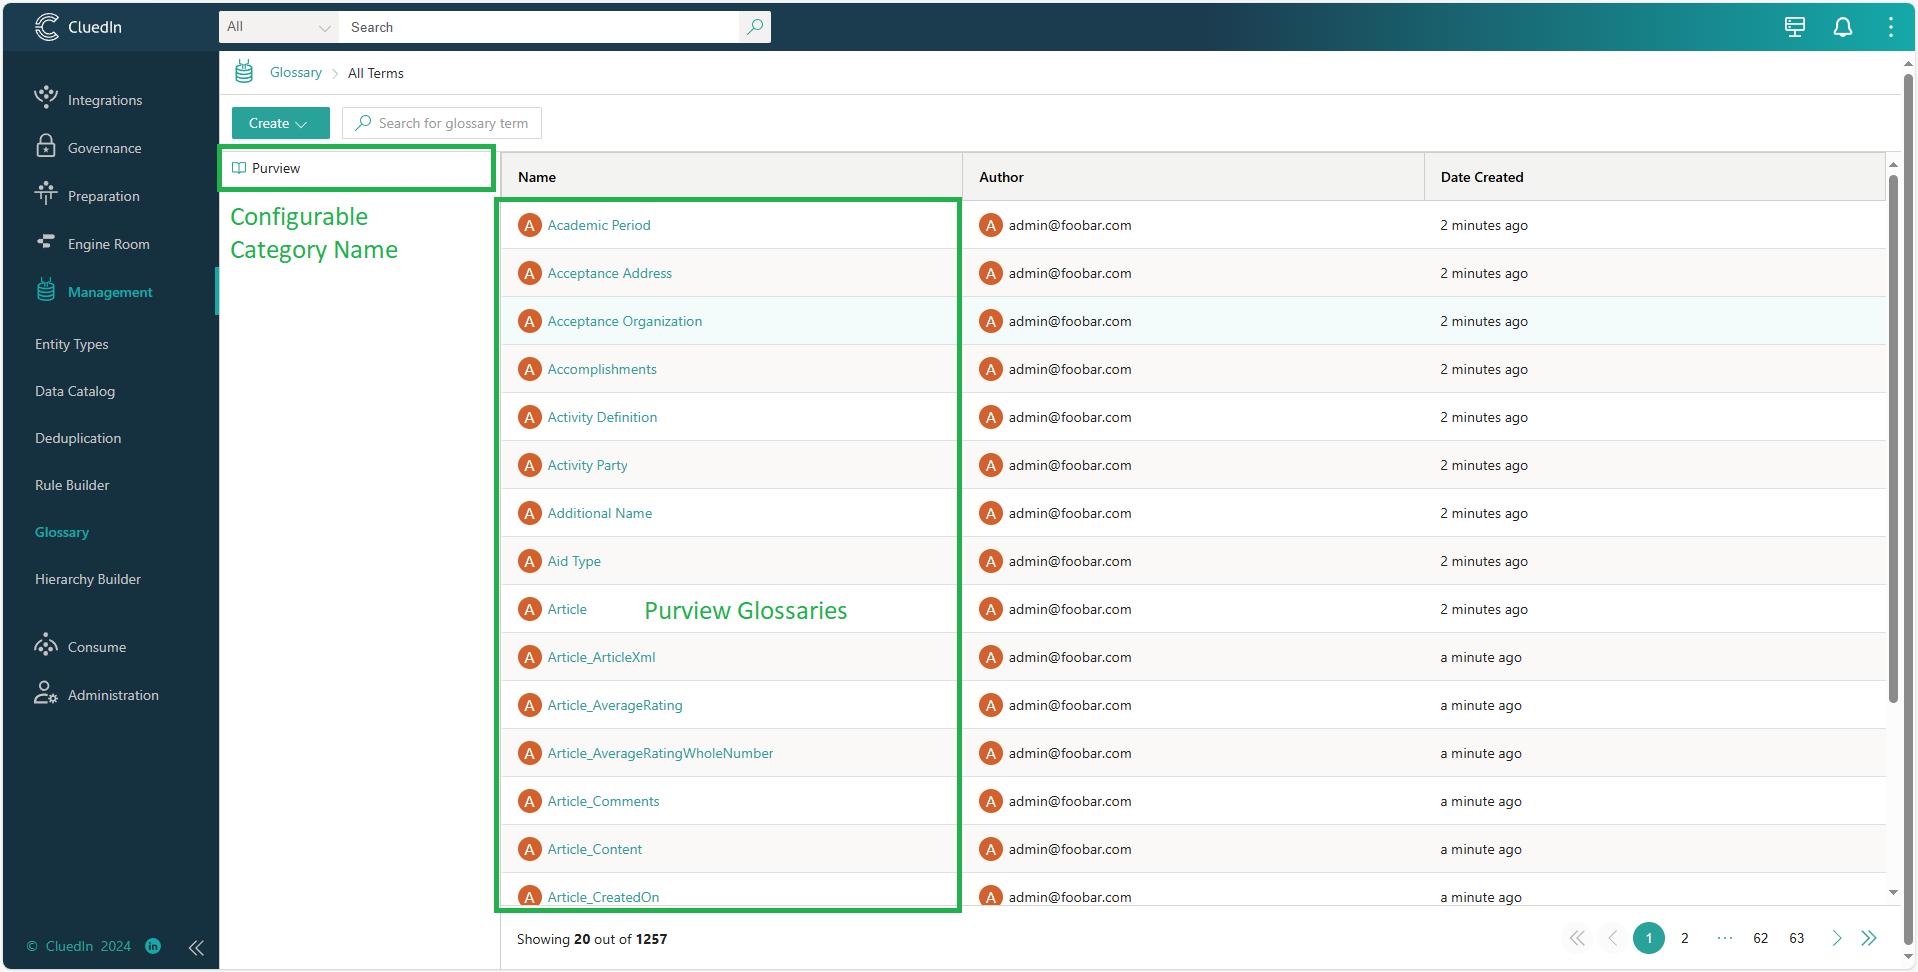 CluedIn
All
Search
Glossary
All Terms
Integrations
Governance
Preparation
Engine Room
Management
Entity Types
Data Catalog
Deduplication
Rule Builder
Glossary
Hierarchy Builder
Consume
Administration
© CluedIn 2024 in
Create
Search for glossary term
Purview
Configurable
Category Name
Name Author Date Created
A Academic Period A admin@foobar.com 2 minutes ago
A Acceptance Address A admin@foobar.com 2 minutes ago
A Acceptance Organization A admin@foobar.com 2 minutes ago
A Accomplishments A admin@foobar.com 2 minutes ago
A Activity Definition A admin@foobar.com 2 minutes ago
A Activity Party A admin@foobar.com 2 minutes ago
A Additional Name A admin@foobar.com 2 minutes ago
A Aid Type A admin@foobar.com 2 minutes ago
A Article Purview Glossaries A admin@foobar.com 2 minutes ago
A Article_ArticleXml A admin@foobar.com a minute ago
A Article_AverageRating A admin@foobar.com a minute ago
A Article_AverageRatingWholeNumber A admin@foobar.com a minute ago
A Article_Comments A admin@foobar.com a minute ago
A Article_Content A admin@foobar.com a minute ago
A Article_CreatedOn A admin@foobar.com a minute ago
Showing 20 out of 1257
1 2 ··· 62 63